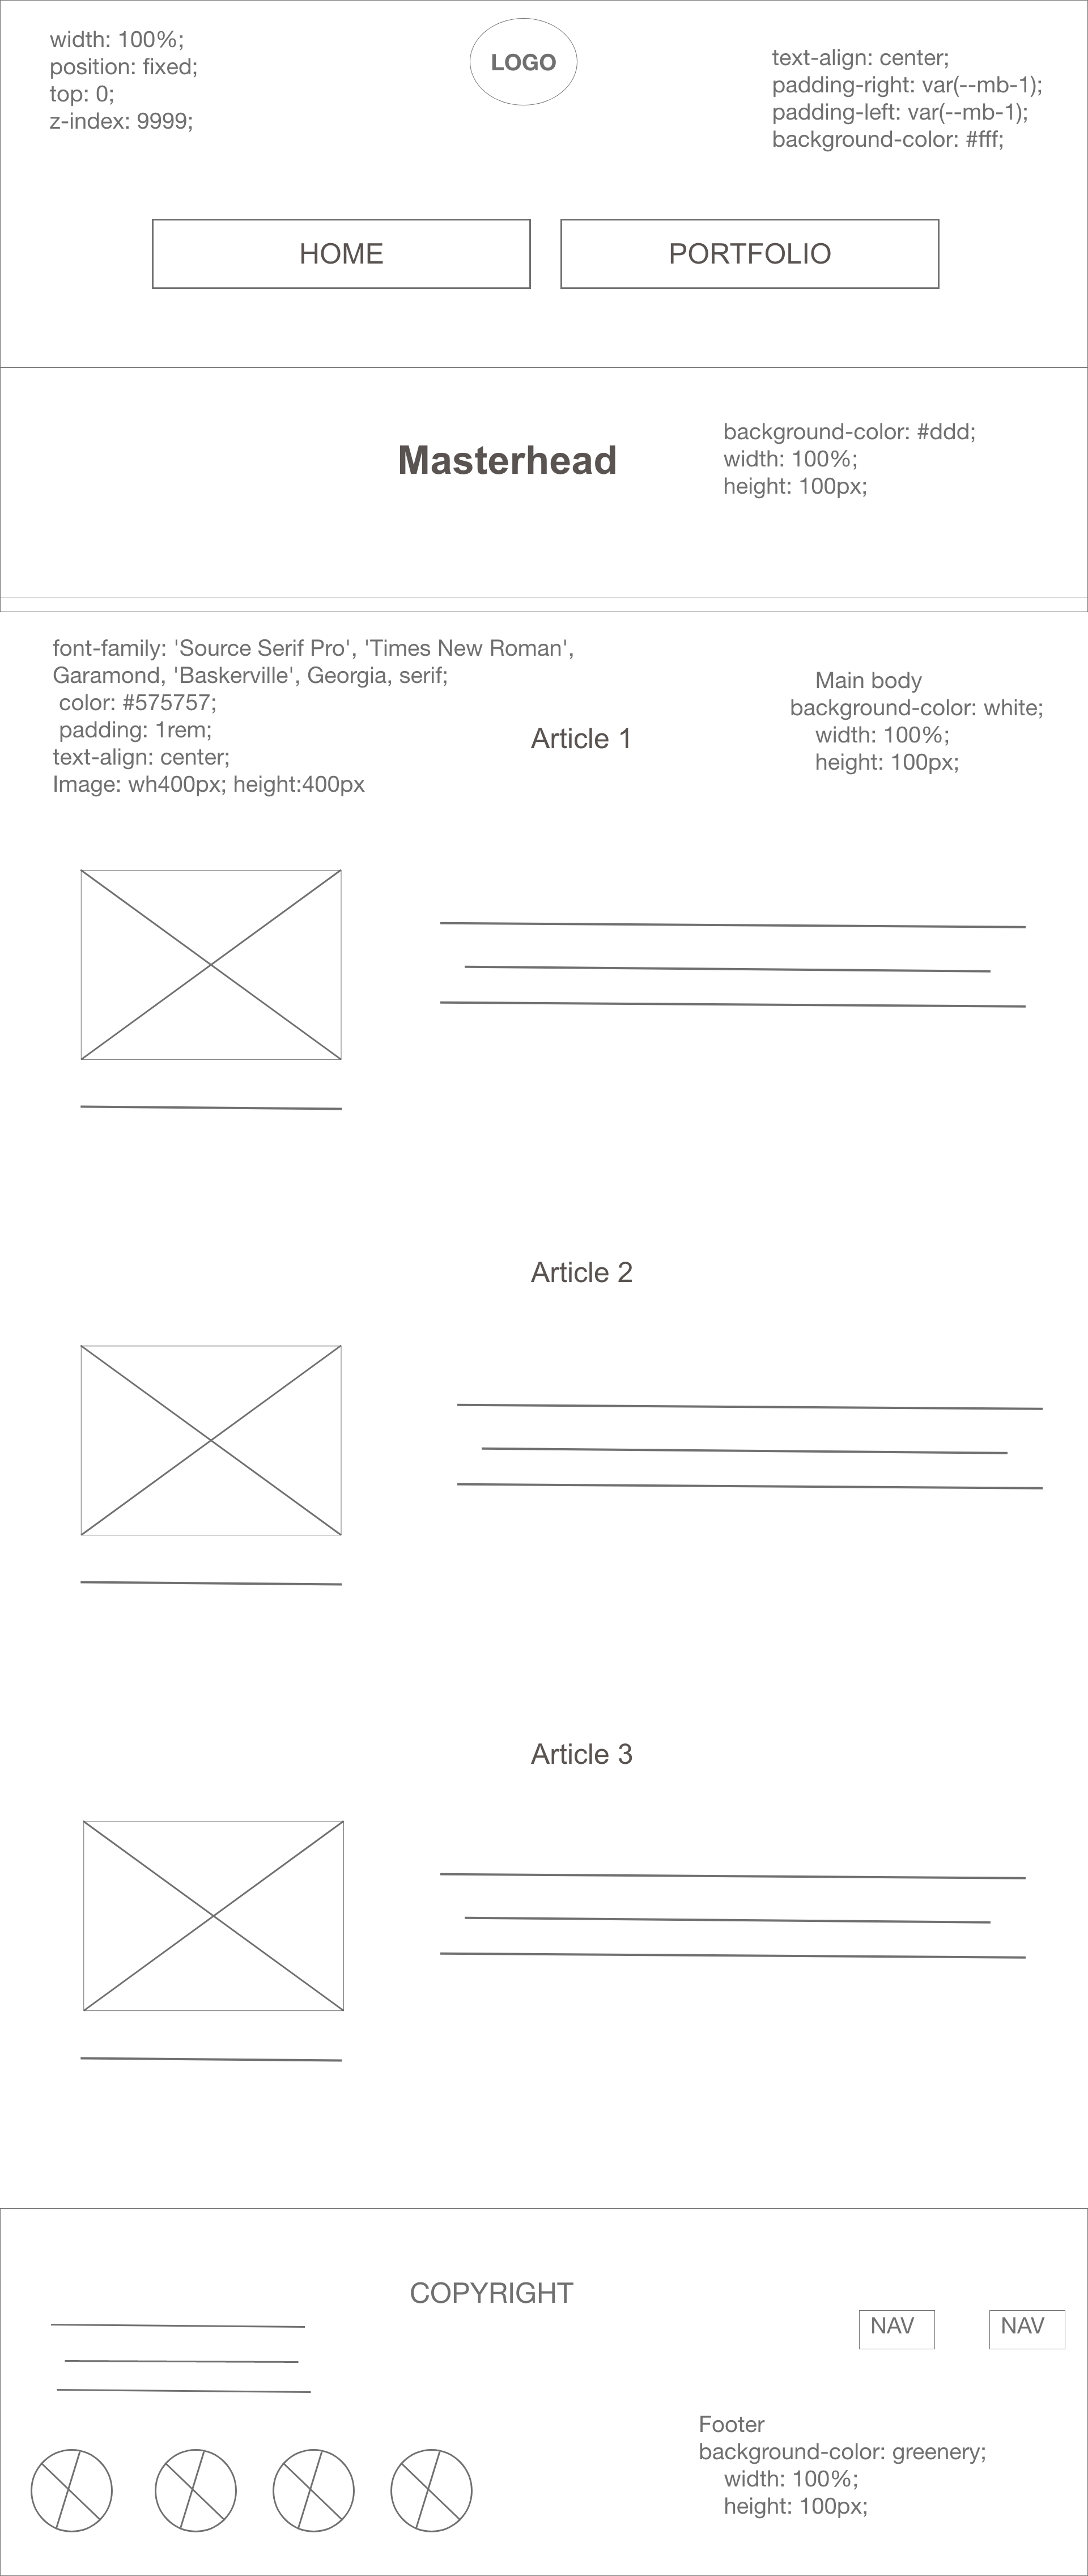 width: 100%;
position: fixed;
top: 0;
z-index: 9999;
LOGO
text-align: center;
padding-right: var(--mb-1);
padding-left: var(--mb-1);
background-color: #fff;
HOME
PORTFOLIO
Masterhead
background-color: #ddd;
width: 100%;
height: 100px;
font-family: 'Source Serif Pro', 'Times New Roman',
Garamond, 'Baskerville', Georgia, serif;
color: #575757;
padding: 1rem;
text-align: center;
Image: wh400px; height:400px
Article 1
Main body
background-color: white;
width: 100%;
height: 100px;
Article 2
Article 3
COPYRIGHT
NAV
NAV
Footer
background-color: greenery;
width: 100%;
height: 100px;